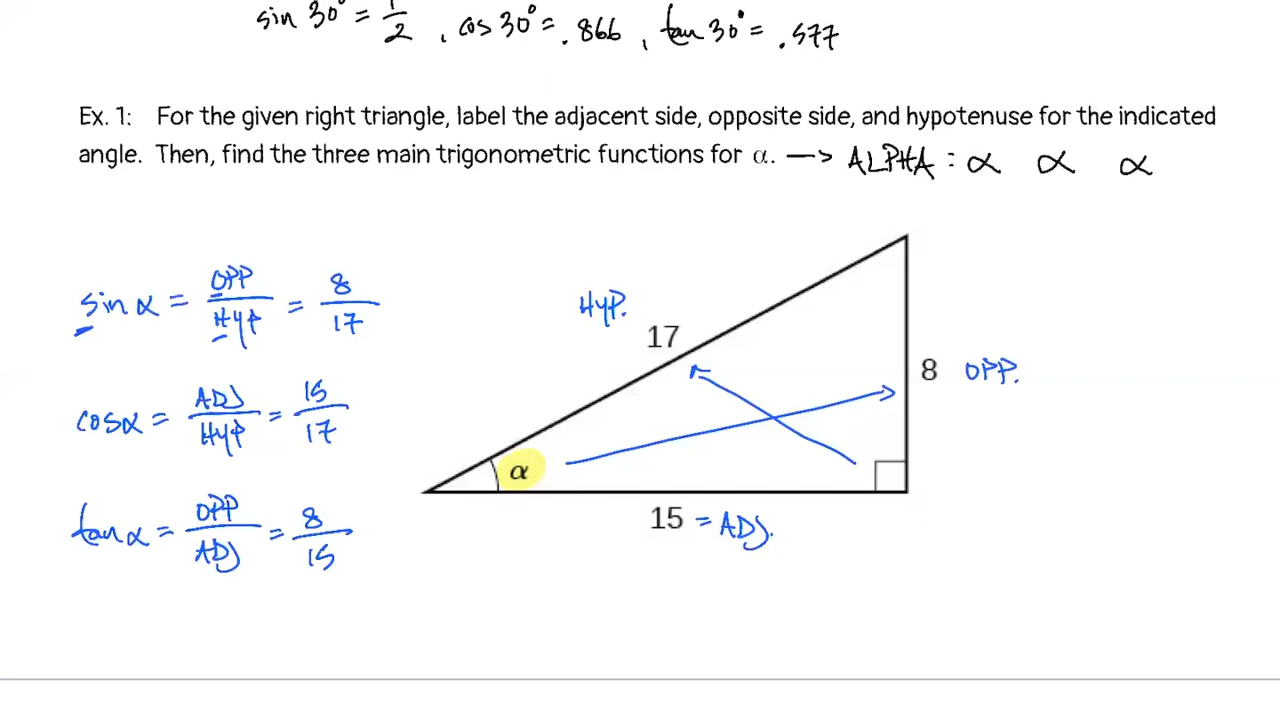 sin 30° = 1/2 , cos 30° = .866 , tan 30° = .577
Ex. 1: For the given right triangle, label the adjacent side, opposite side, and hypotenuse for the indicated
angle. Then, find the three main trigonometric functions for α. —> ALPHA : α α α
sin α = OPP/HYP = 8/17
HYP.
17
8 OPP.
cos α = ADJ/HYP = 15/17
α
15 = ADJ.
tan α = OPP/ADJ = 8/15